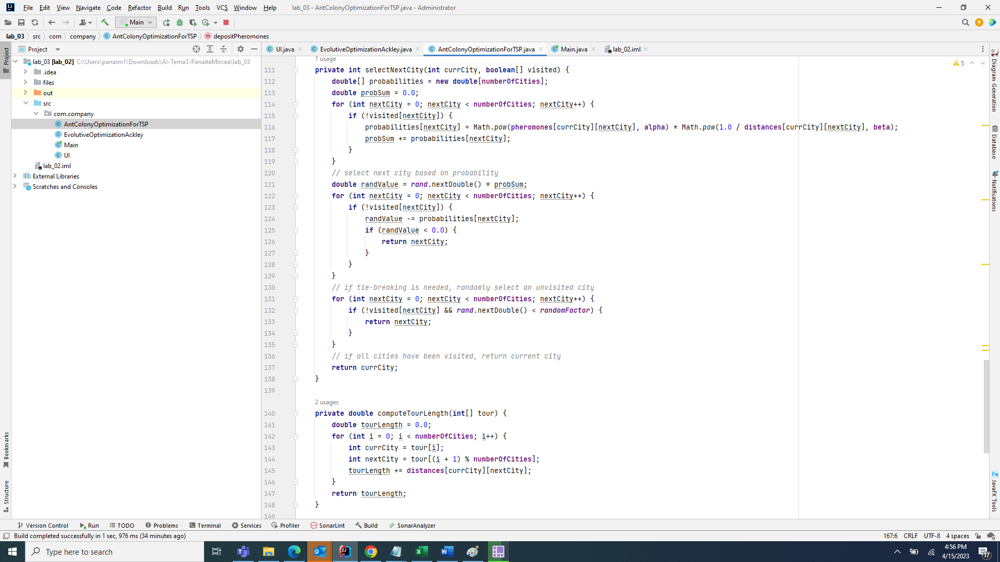 File Edit View Navigate Code Refactor Build Run Tools VCS Window Help lab_03 - AntColonyOptimizationForTSP.java - Administrator
Main
lab_03 src com company AntColonyOptimizationForTSP depositPheromones
Project
UI.java EvolutiveOptimizationAckley.java AntColonyOptimizationForTSP.java Main.java lab_02.iml
Project
lab_03 [lab_02] C:\Users\panaim1\Downloads\AI-Tema3-PanaiteMircea\lab_03
.idea
files
out
src
com.company
AntColonyOptimizationForTSP
EvolutiveOptimizationAckley
Main
UI
lab_02.iml
External Libraries
Scratches and Consoles
Bookmarks
Structure
1 usage
5
111 private int selectNextCity(int currCity, boolean[] visited) {
112 double[] probabilities = new double[numberOfCities];
113 double probSum = 0.0;
114 for (int nextCity = 0; nextCity < numberOfCities; nextCity++) {
115 if (!visited[nextCity]) {
116 probabilities[nextCity] = Math.pow(pheromones[currCity][nextCity], alpha) * Math.pow(1.0 / distances[currCity][nextCity], beta);
117 probSum += probabilities[nextCity];
118 }
119 }
120 // select next city based on probability
121 double randValue = rand.nextDouble() * probSum;
122 for (int nextCity = 0; nextCity < numberOfCities; nextCity++) {
123 if (!visited[nextCity]) {
124 randValue -= probabilities[nextCity];
125 if (randValue < 0.0) {
126 return nextCity;
127 }
128 }
129 }
130 // if tie-breaking is needed, randomly select an unvisited city
131 for (int nextCity = 0; nextCity < numberOfCities; nextCity++) {
132 if (!visited[nextCity] && rand.nextDouble() < randomFactor) {
133 return nextCity;
134 }
135 }
136 // if all cities have been visited, return current city
137 return currCity;
138 }
139
2 usages
140 private double computeTourLength(int[] tour) {
141 double tourLength = 0.0;
142 for (int i = 0; i < numberOfCities; i++) {
143 int currCity = tour[i];
144 int nextCity = tour[(i + 1) % numberOfCities];
145 tourLength += distances[currCity][nextCity];
146 }
147 return tourLength;
148 }
149
Diagram Generation
Database
Notifications
JavaFX Tools
Version Control Run TODO Problems Terminal Services Profiler SonarLint Build SonarAnalyzer
Build completed successfully in 1 sec, 976 ms (34 minutes ago) 167:6 CRLF UTF-8 4 spaces
Type here to search
4:56 PM
4/15/2023
17